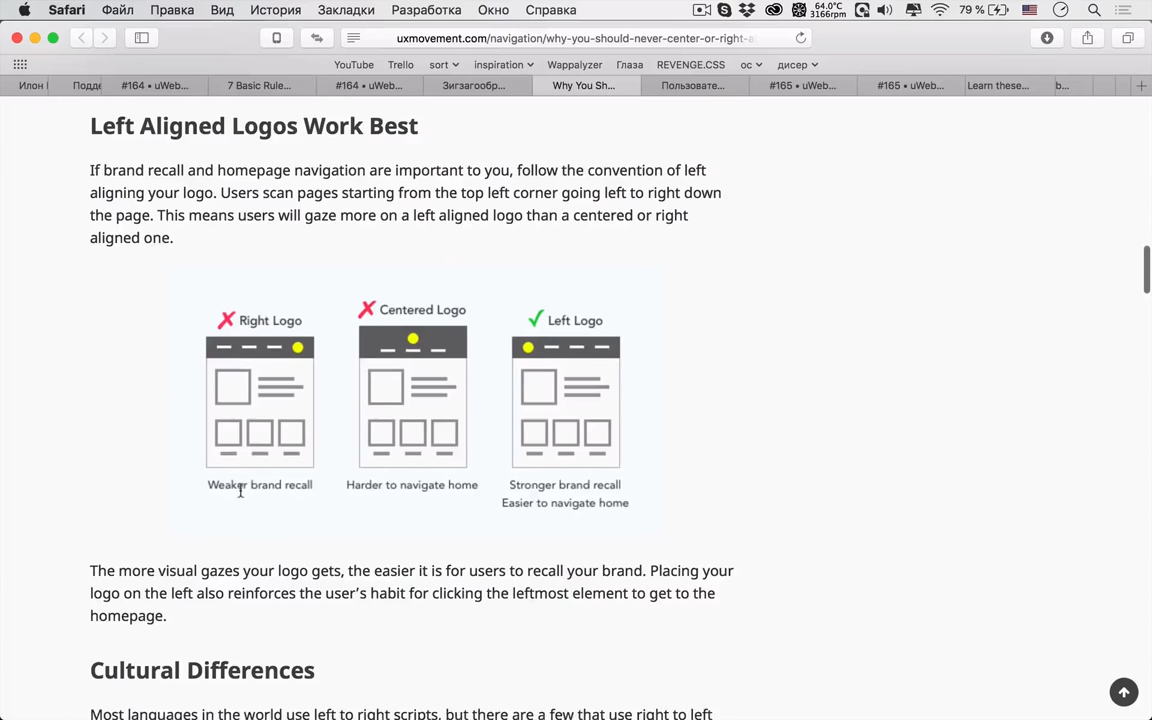 Safari Файл Правка Вид История Закладки Разработка Окно Справка 64.0°C 3166rpm 79 %
uxmovement.com/navigation/why-you-should-never-center-or-right-a
YouTube Trello sort inspiration Wappalyzer Глаза REVENGE.CSS ос дисер
Илон Подде #164 • uWeb... 7 Basic Rule... #164 • uWeb... Зигзагообр... Why You Sh... Пользовате... #165 • uWeb... #165 • uWeb... Learn these... b...
Left Aligned Logos Work Best
If brand recall and homepage navigation are important to you, follow the convention of left
aligning your logo. Users scan pages starting from the top left corner going left to right down
the page. This means users will gaze more on a left aligned logo than a centered or right
aligned one.
Right Logo Centered Logo Left Logo
Weaker brand recall Harder to navigate home Stronger brand recall
Easier to navigate home
The more visual gazes your logo gets, the easier it is for users to recall your brand. Placing your
logo on the left also reinforces the user's habit for clicking the leftmost element to get to the
homepage.
Cultural Differences
Most languages in the world use left to right scripts, but there are a few that use right to left